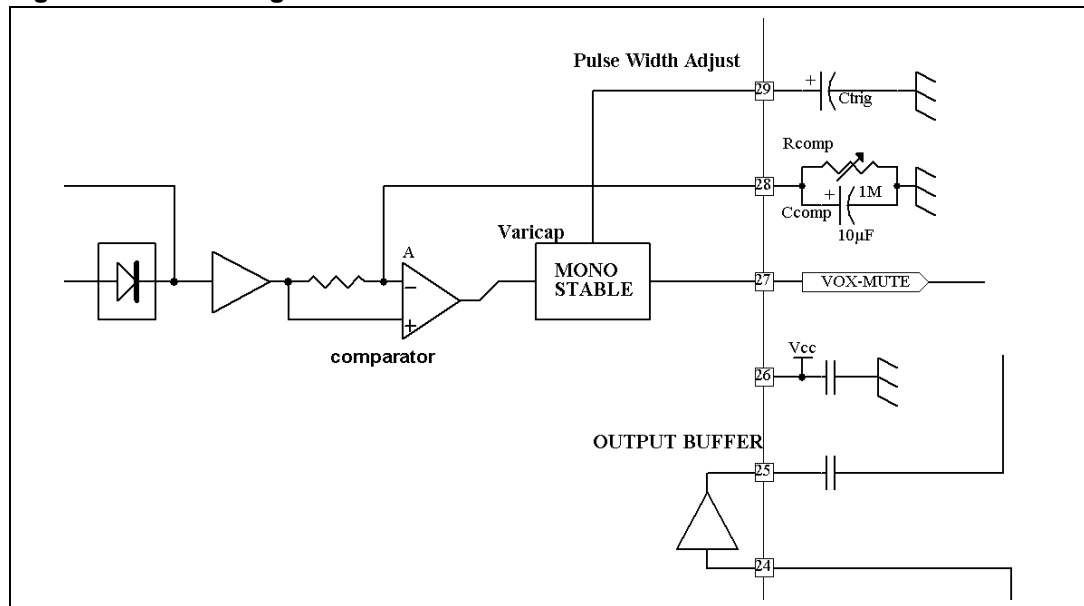 Pulse Width Adjust
29
+
Ctrig
Rcomp
28
+
1M
Ccomp
10µF
Varicap
A
−
+
MONO
STABLE
27
VOX-MUTE
comparator
Vcc
26
OUTPUT BUFFER
25
24